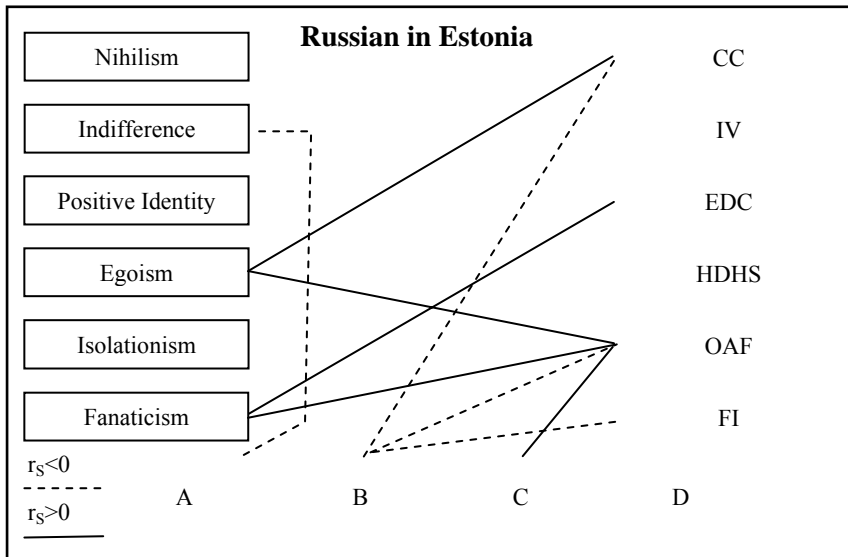 Russian in Estonia
Nihilism CC
Indifference IV
Positive Identity EDC
Egoism HDHS
Isolationism OAF
Fanaticism FI
rS<0
A B C D
rS>0